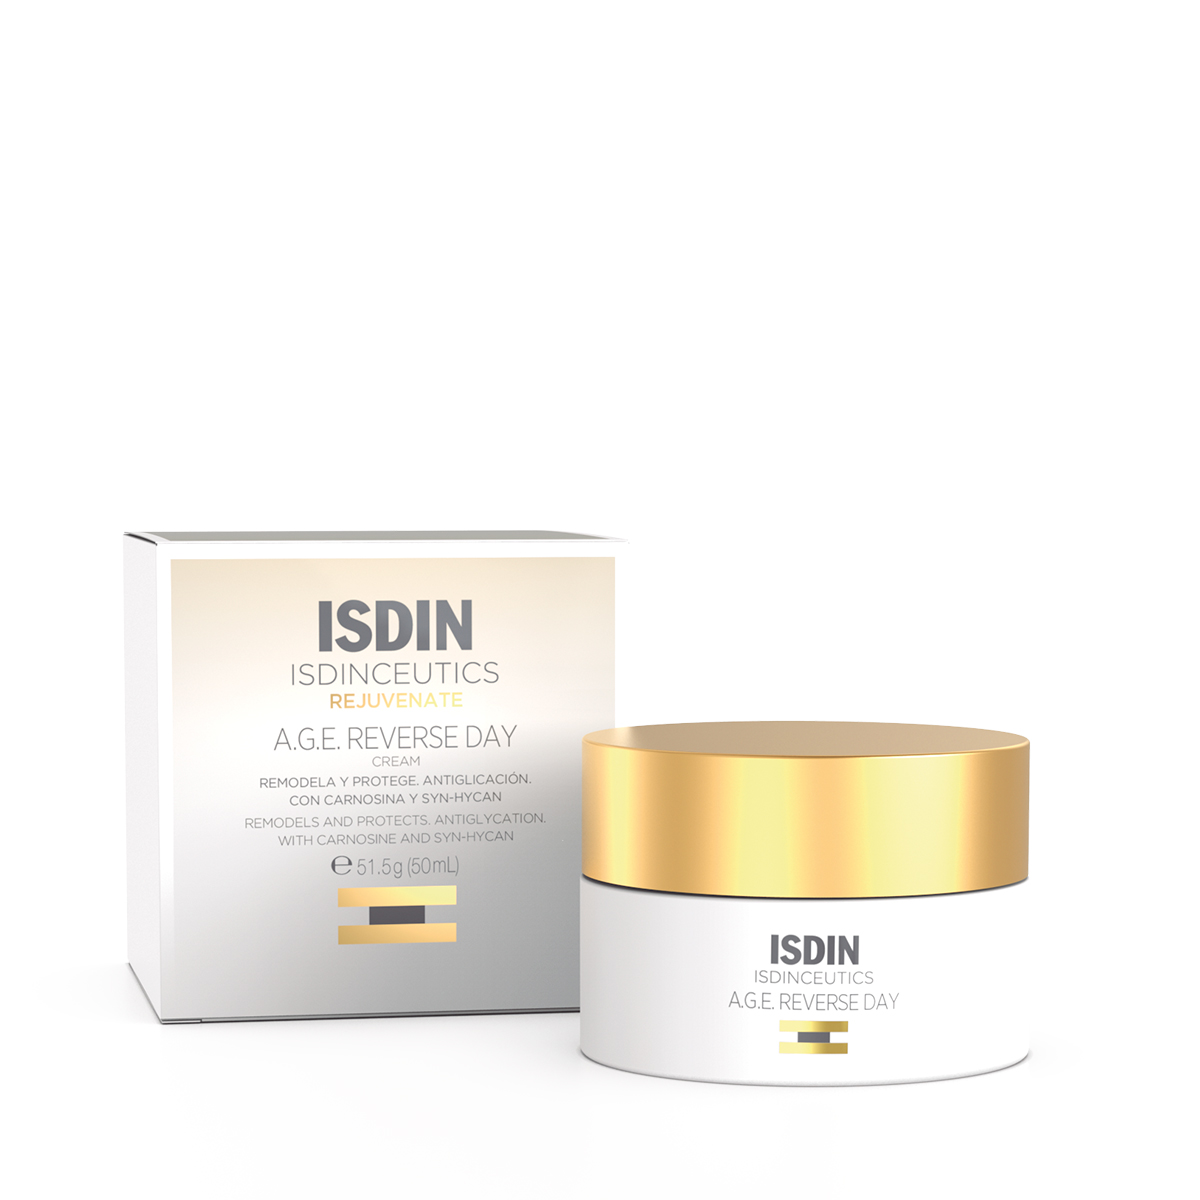 ISDIN
ISDINCEUTICS
REJUVENATE
A.G.E. REVERSE DAY
CREAM
REMODELA Y PROTEGE. ANTIGLICACIÓN.
CON CARNOSINA Y SYN-HYCAN
REMODELS AND PROTECTS. ANTIGLYCATION.
WITH CARNOSINE AND SYN-HYCAN
℮ 51.5g (50mL)
ISDIN
ISDINCEUTICS
A.G.E. REVERSE DAY